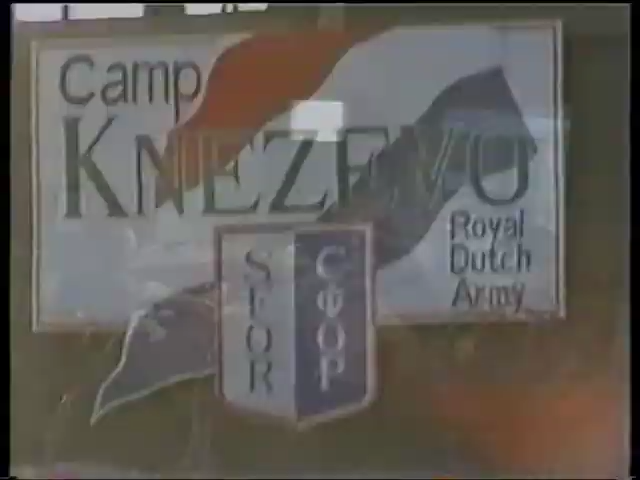 Camp
KNEZEVO
Royal
Dutch
Army
SFOR
СФОР